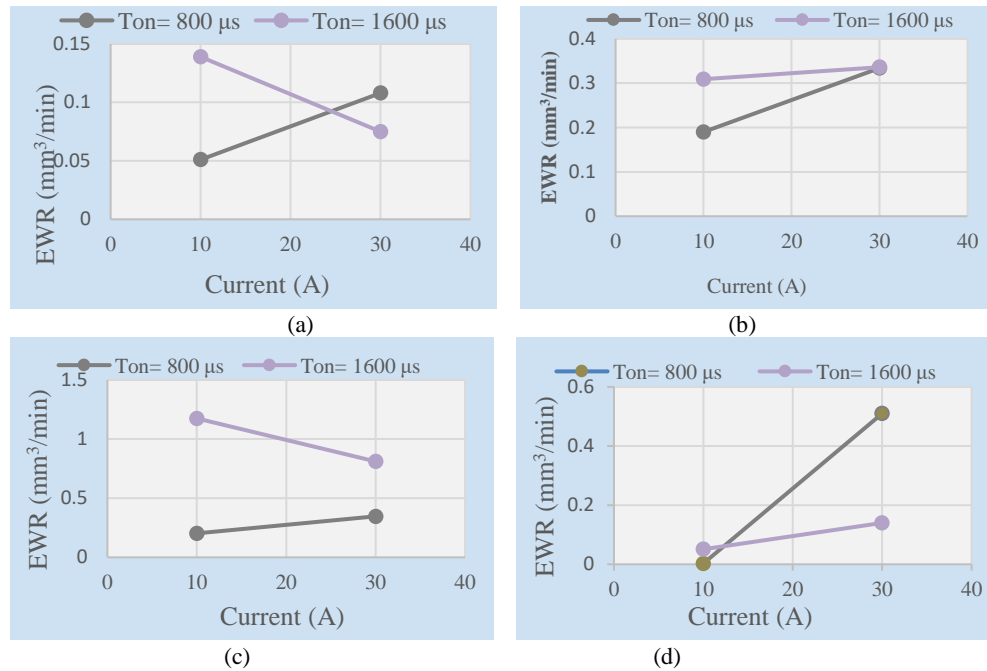 Ton= 800 µs Ton= 1600 µs
0.15
0.1
0.05
0
0 10 20 30 40
EWR (mm³/min)
Current (A)
(a)
Ton= 800 µs Ton= 1600 µs
0.4
0.3
0.2
0.1
0
0 10 20 30 40
EWR (mm³/min)
Current (A)
(b)
Ton= 800 µs Ton= 1600 µs
1.5
1
0.5
0
0 10 20 30 40
EWR (mm³/min)
Current (A)
(c)
Ton= 800 µs Ton= 1600 µs
0.6
0.4
0.2
0
0 10 20 30 40
EWR (mm³/min)
Current (A)
(d)